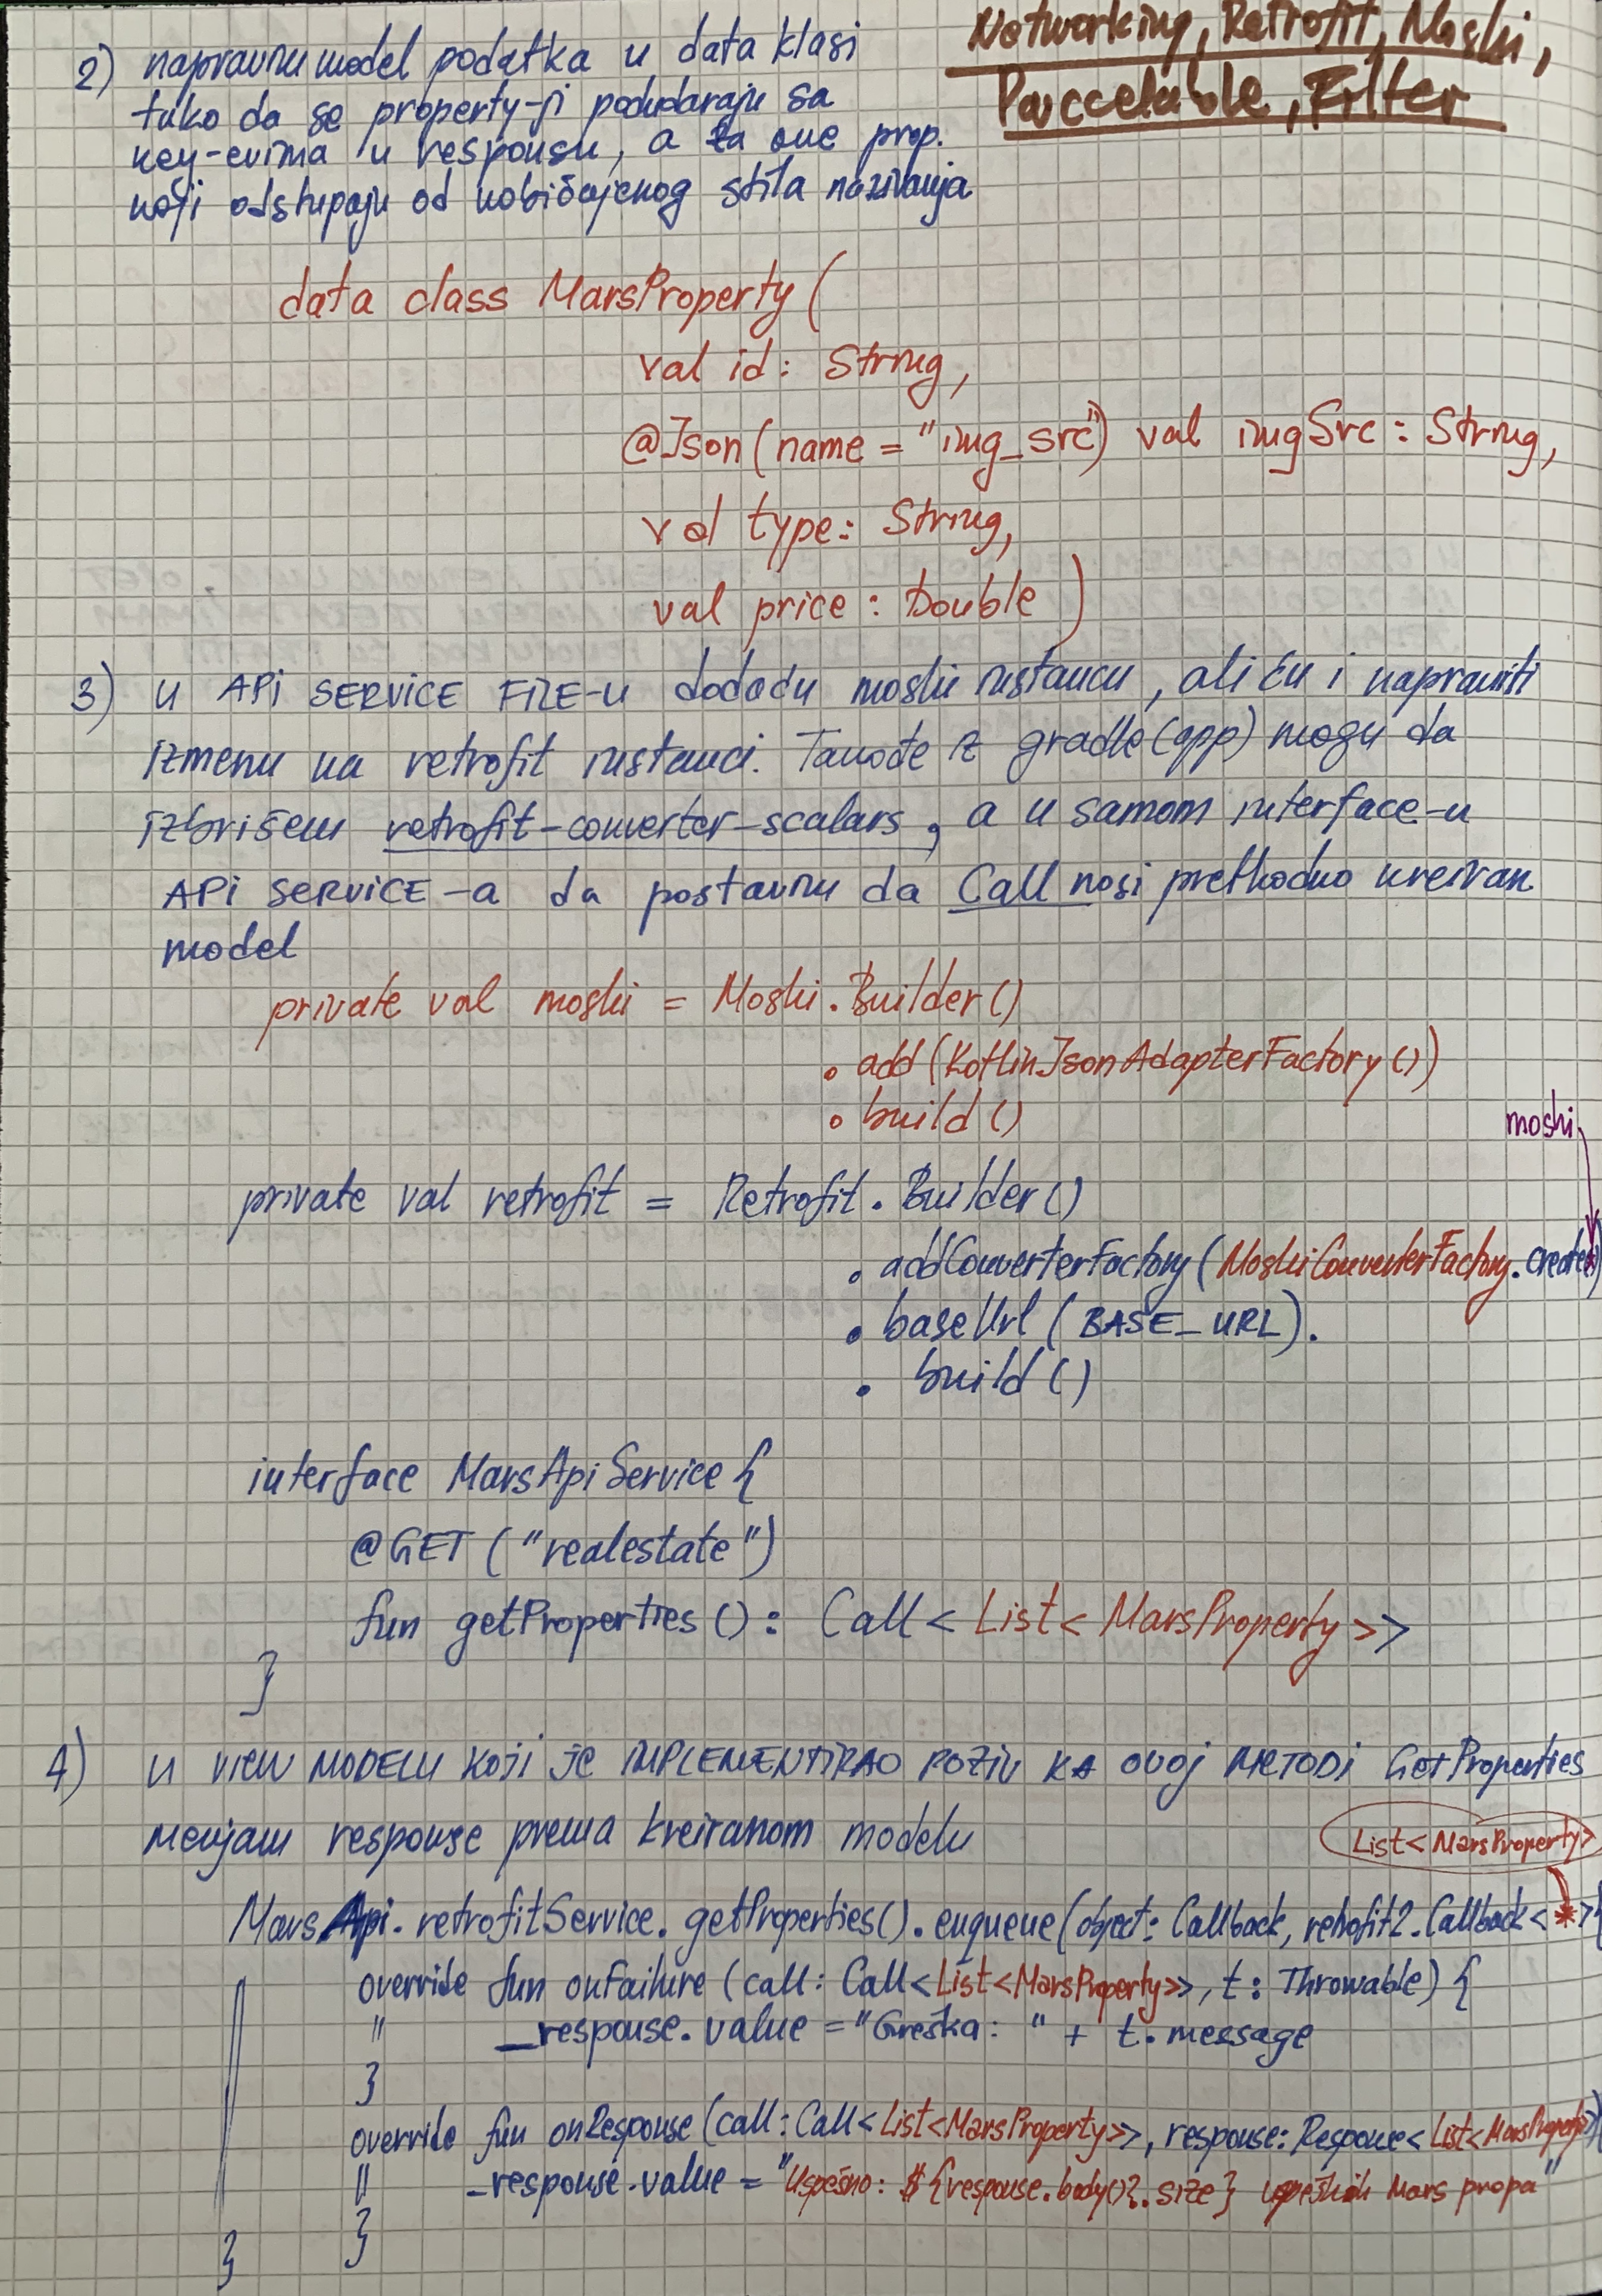 Networking, Retrofit, Moshi,
Parccelable, Filter
2) napravim model podatka u data klasi
tako da se property-ji podudaraju sa
key-evima u responsu, a za one prop.
koji odstupaju od uobičajenog stila nazivanja
data class MarsProperty(
val id: String,
@Json(name = "img_src") val imgSrc: String,
val type: String,
val price: Double )
3) U API SERVICE FILE-U dodaću moshi instancu, ali ću i napraviti
izmenu na retrofit instanci. Takođe iz gradle(app) mogu da
izbrišem retrofit-converter-scalars, a u samom interface-u
API SERVICE-a da postavim da Call nosi prethodno kreiran
model
private val moshi = Moshi.Builder()
.add(KotlinJsonAdapterFactory())
.build()
moshi
private val retrofit = Retrofit.Builder()
.addConverterFactory(MoshiConverterFactory.create())
.baseUrl(BASE_URL).
. build()
interface MarsApiService{
@GET ("realestate")
fun getProperties(): Call<List<MarsProperty>>
}
4) U VIEW MODELU KOJI JE IMPLEMENTIRAO POZIV KA OVOJ METODI GetProperties
menjam response prema kreiranom modelu
List<MarsProperty>
MarsApi.retrofitService.getProperties().enqueue(object: Callback, retrofit2.Callback<*>{
override fun onFailure (call: Call<List<MarsProperty>>, t: Throwable) {
" _response.value = "Greška: " + t.message
}
override fun onResponse(call: Call<List<MarsProperty>>, response: Response<List<MarsProperty>>)
" _response.value = "Uspešno: ${response.body()?.size} Mars propa"
}
}